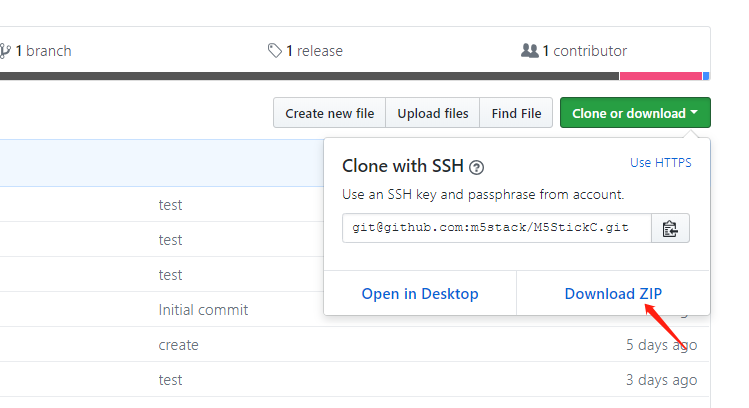 1 branch 1 release 1 contributor
Create new file Upload files Find File Clone or download
Clone with SSH Use HTTPS
Use an SSH key and passphrase from account.
git@github.com:m5stack/M5StickC.git
Open in Desktop Download ZIP
test
test
test
Initial commit
create 5 days ago
test 3 days ago